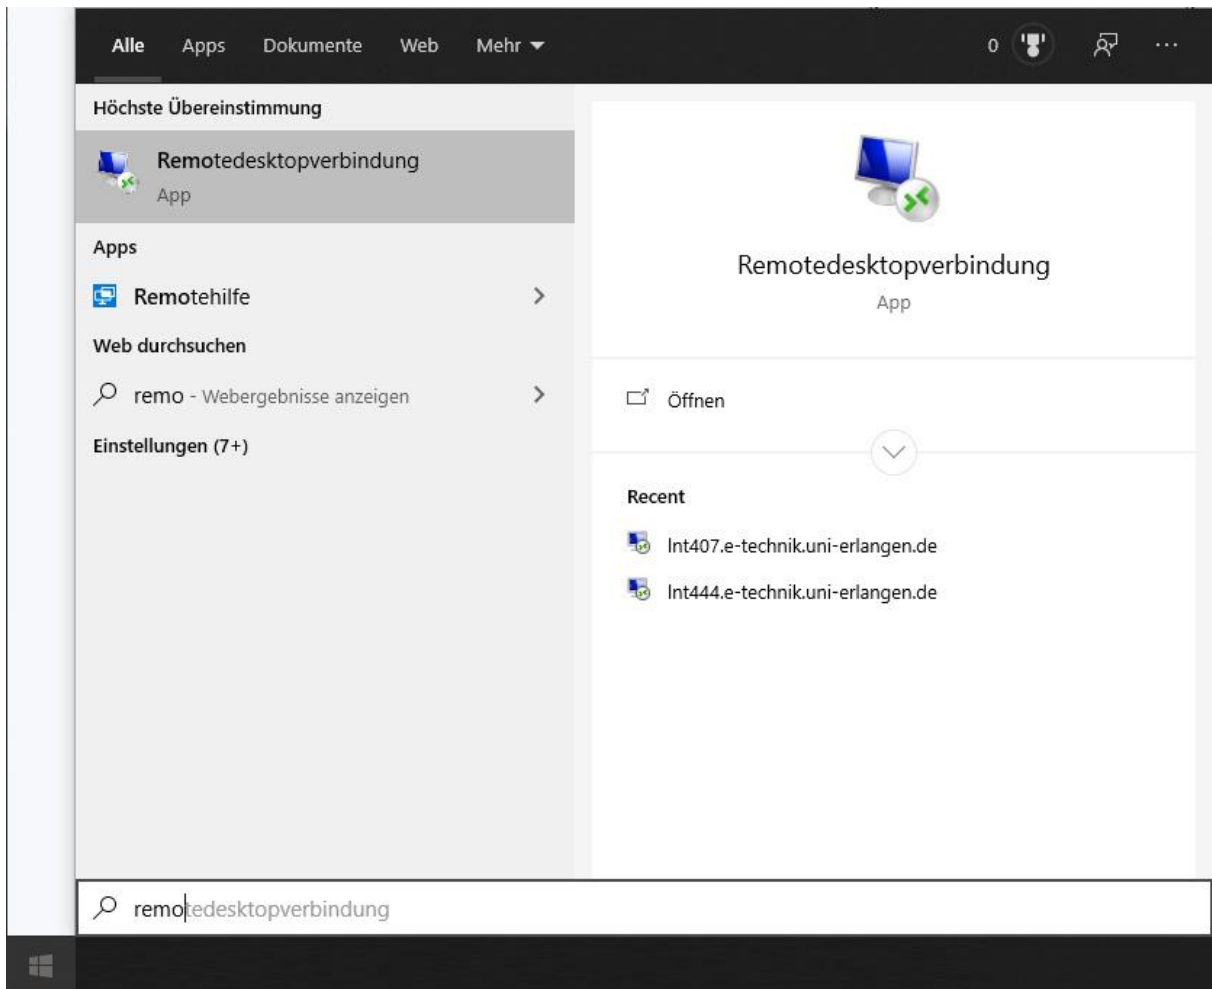 Alle Apps Dokumente Web Mehr 0 ...
Höchste Übereinstimmung
Remotedesktopverbindung
App
Apps
Remotehilfe
Web durchsuchen
remo - Webergebnisse anzeigen
Einstellungen (7+)
Remotedesktopverbindung
App
Öffnen
Recent
lnt407.e-technik.uni-erlangen.de
lnt444.e-technik.uni-erlangen.de
remotedesktopverbindung